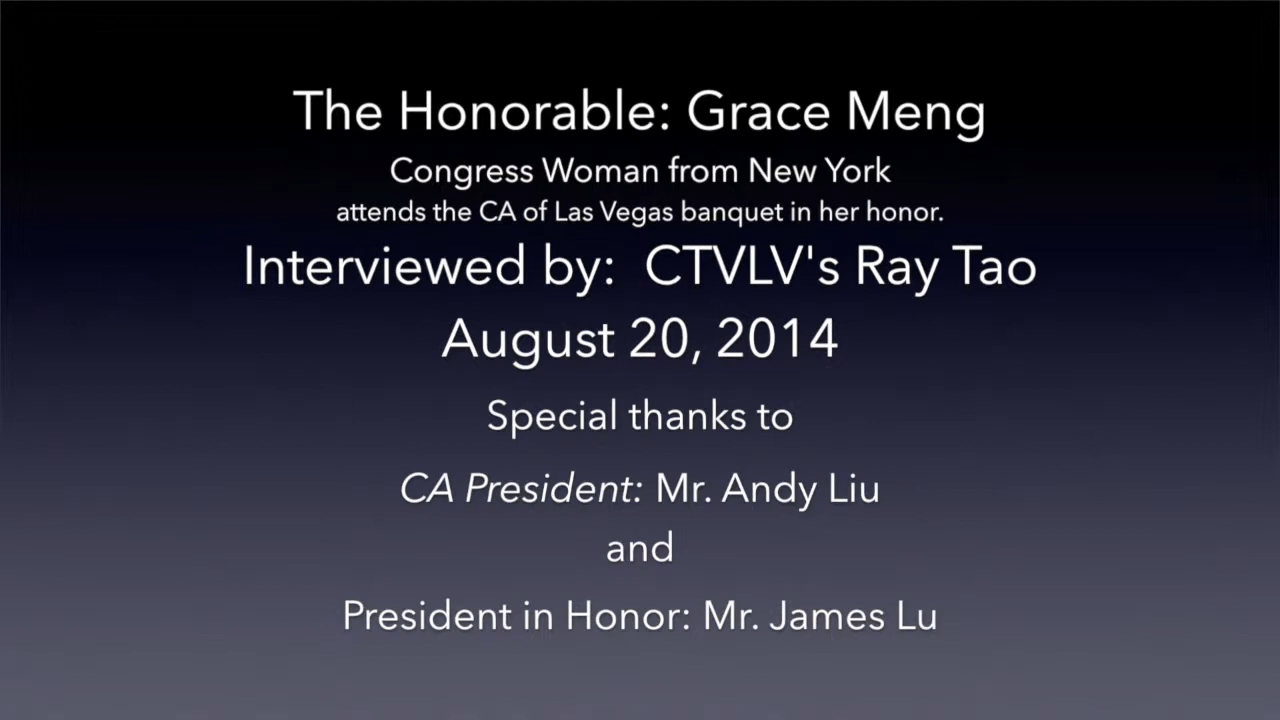 The Honorable: Grace Meng
Congress Woman from New York
attends the CA of Las Vegas banquet in her honor.
Interviewed by:  CTVLV's Ray Tao
August 20, 2014
Special thanks to
CA President: Mr. Andy Liu
and
President in Honor: Mr. James Lu